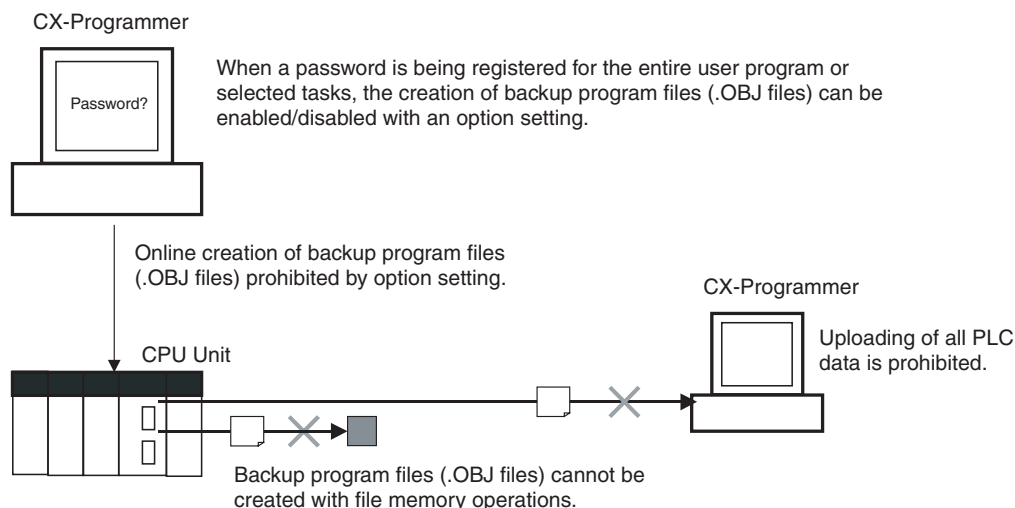 CX-Programmer
Password?
When a password is being registered for the entire user program or
selected tasks, the creation of backup program files (.OBJ files) can be
enabled/disabled with an option setting.
Online creation of backup program files
(.OBJ files) prohibited by option setting.
CX-Programmer
Uploading of all PLC
data is prohibited.
CPU Unit
Backup program files (.OBJ files) cannot be
created with file memory operations.